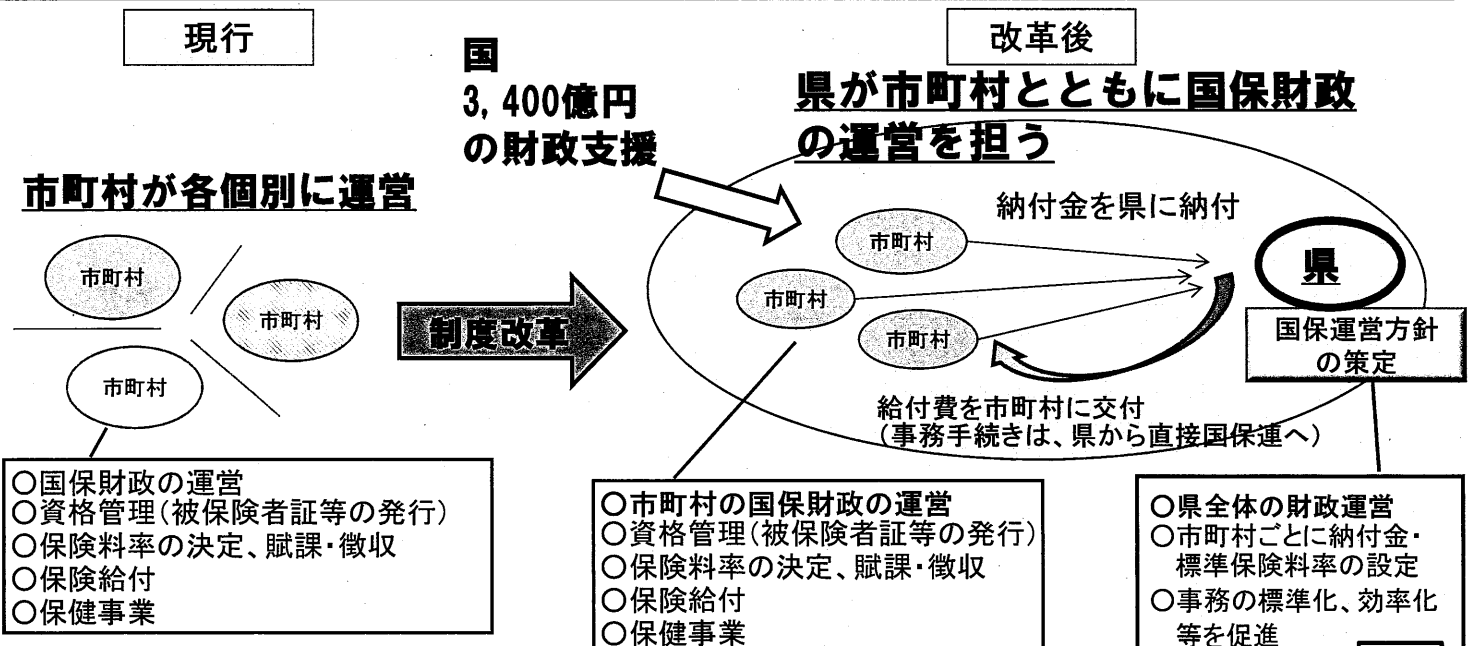 現行
市町村が各個別に運営
市町村
市町村
市町村
○国保財政の運営
○資格管理(被保険者証等の発行)
○保険料率の決定、賦課・徴収
○保険給付
○保健事業
制度改革
国
3,400億円
の財政支援
改革後
県が市町村とともに国保財政
の運営を担う
納付金を県に納付
市町村
市町村
市町村
県
国保運営方針
の策定
給付費を市町村に交付
(事務手続きは、県から直接国保連へ)
○市町村の国保財政の運営
○資格管理(被保険者証等の発行)
○保険料率の決定、賦課・徴収
○保険給付
○保健事業
○県全体の財政運営
○市町村ごとに納付金・
標準保険料率の設定
○事務の標準化、効率化
等を促進